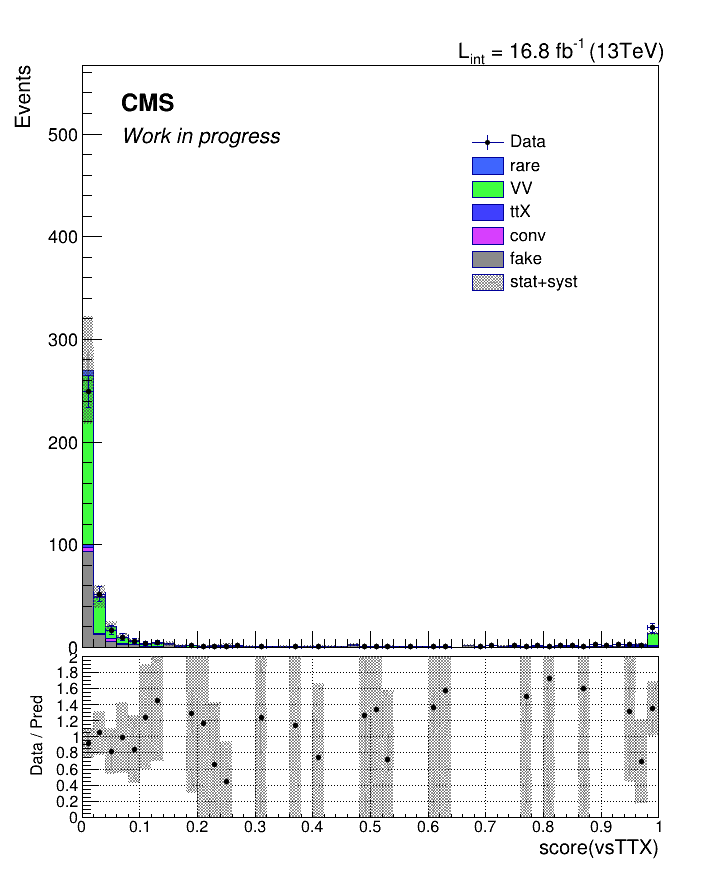 L_int = 16.8 fb^-1 (13TeV)
Events
CMS
Work in progress
Data
rare
VV
ttX
conv
fake
stat+syst
500
400
300
200
100
0
Data / Pred
2
1.8
1.6
1.4
1.2
1
0.8
0.6
0.4
0.2
0
0 0.1 0.2 0.3 0.4 0.5 0.6 0.7 0.8 0.9 1
score(vsTTX)